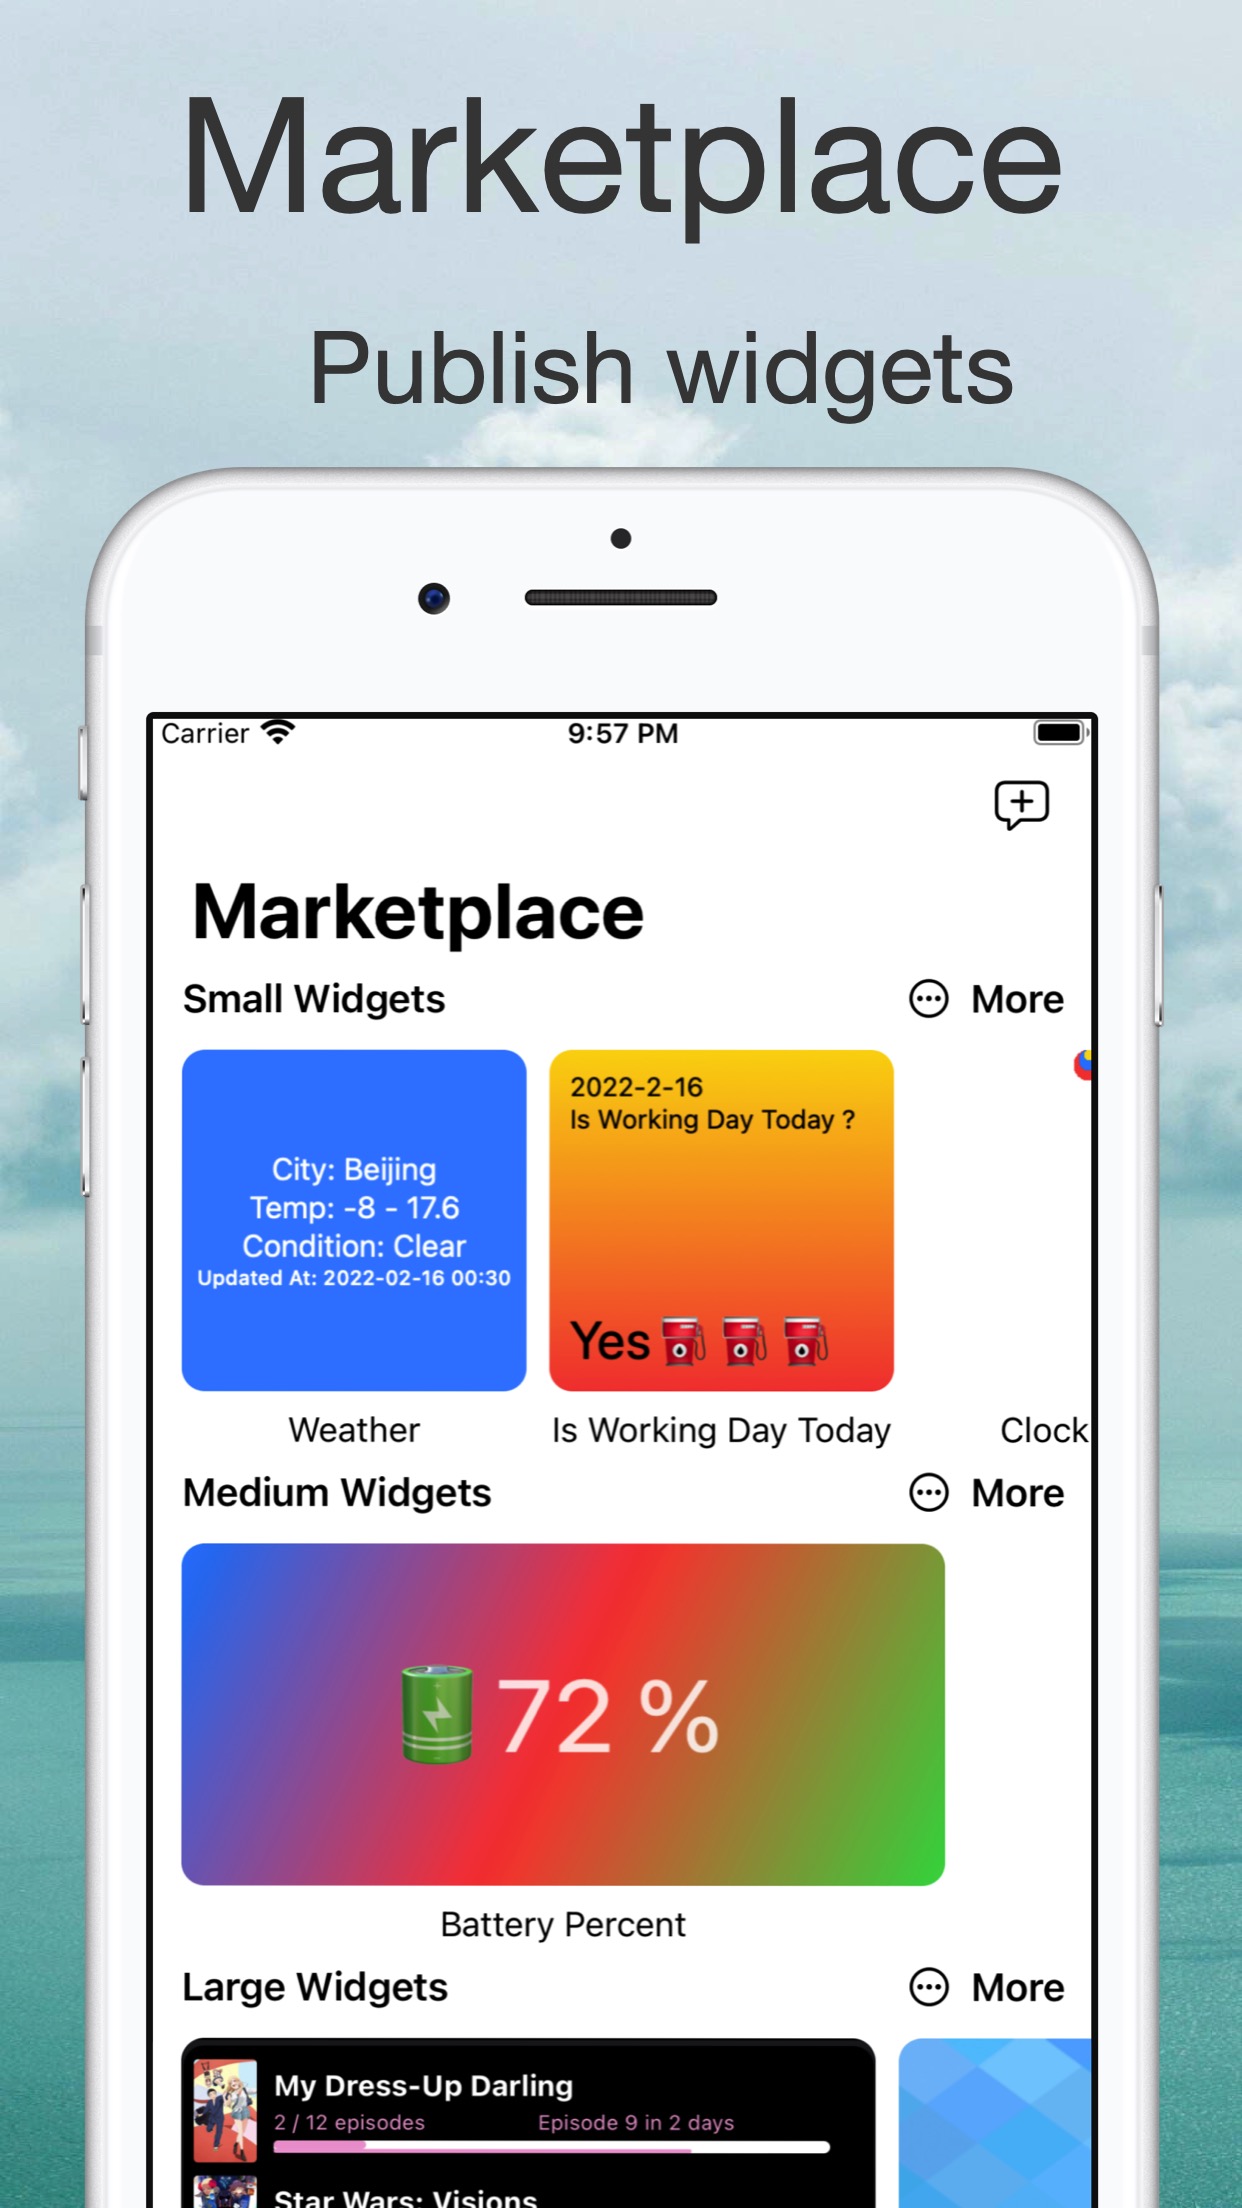 Marketplace
Publish widgets
Carrier
9:57 PM
Marketplace
Small Widgets
More
City: Beijing
Temp: -8 - 17.6
Condition: Clear
Updated At: 2022-02-16 00:30
2022-2-16
Is Working Day Today ?
Yes
Weather
Is Working Day Today
Clock
Medium Widgets
More
72 %
Battery Percent
Large Widgets
More
My Dress-Up Darling
2 / 12 episodes
Episode 9 in 2 days
Star Wars: Visions